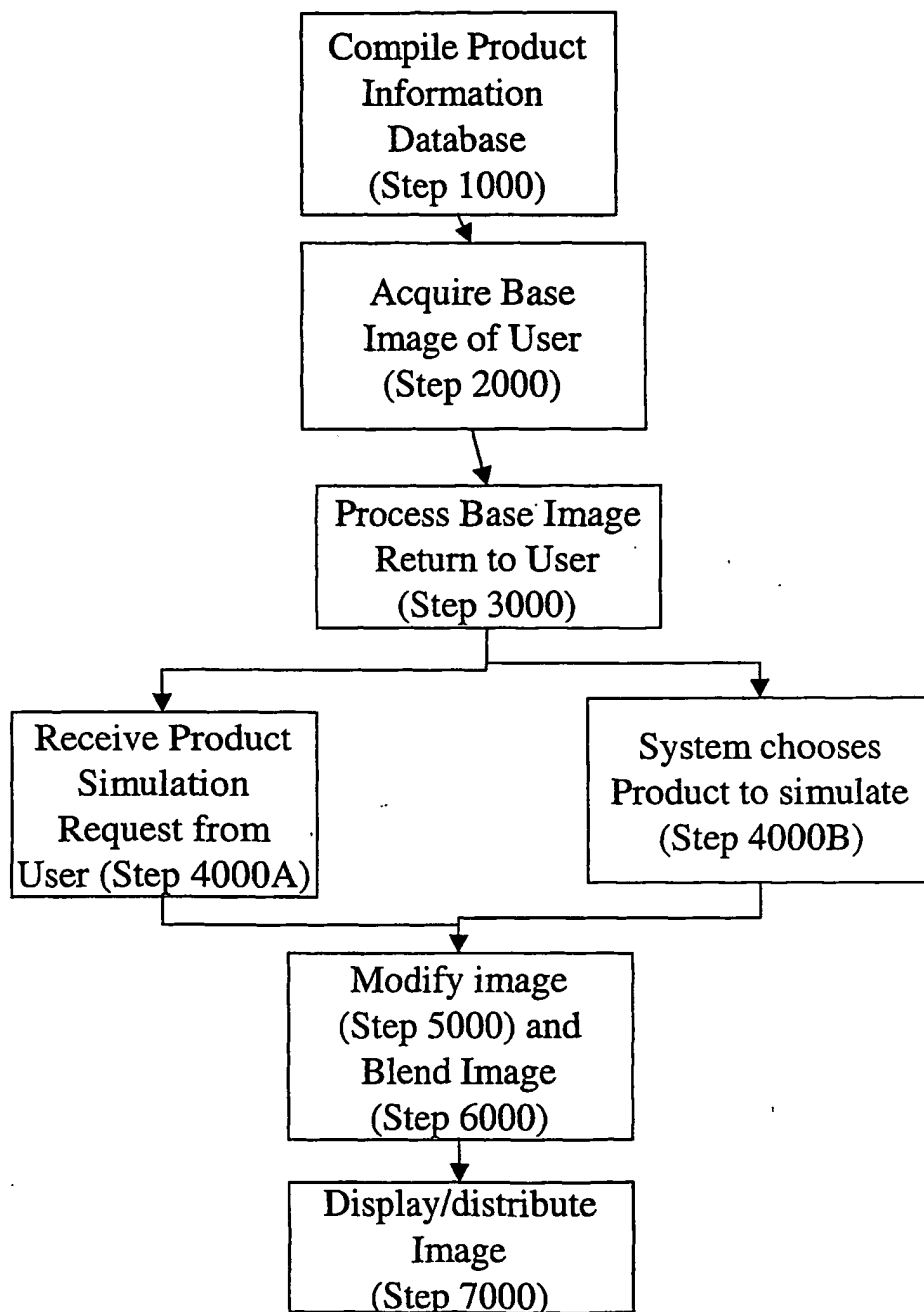 Compile Product
Information
Database
(Step 1000)
Acquire Base
Image of User
(Step 2000)
Process Base Image
Return to User
(Step 3000)
Receive Product
Simulation
Request from
User (Step 4000A)
System chooses
Product to simulate
(Step 4000B)
Modify image
(Step 5000) and
Blend Image
(Step 6000)
Display/distribute
Image
(Step 7000)